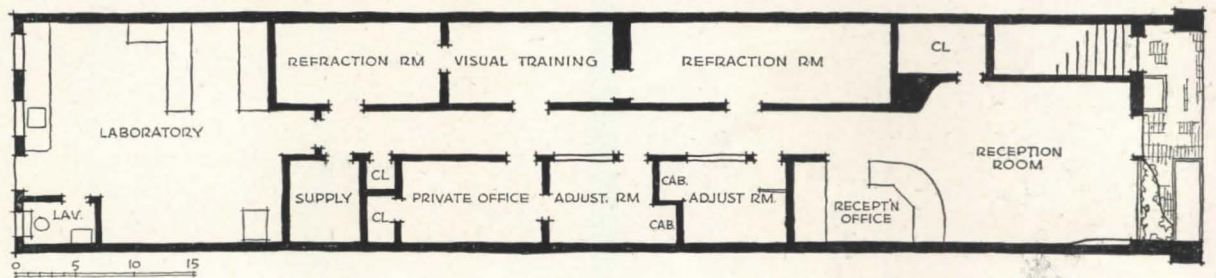 REFRACTION RM
VISUAL TRAINING
REFRACTION RM
CL
LABORATORY
RECEPTION
ROOM
CL
CL
SUPPLY
PRIVATE OFFICE
ADJUST. RM
CAB.
CAB.
ADJUST RM
RECEPT'N
OFFICE
LAV.
0 5 10 15